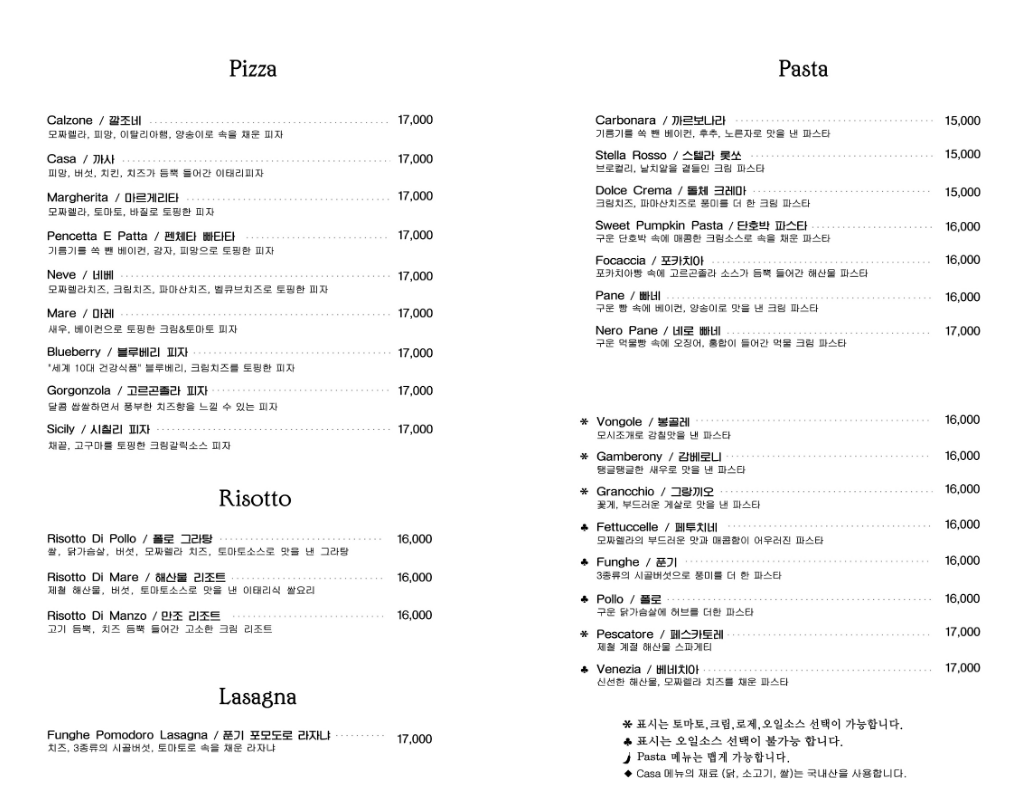 Pizza
Calzone / 깔조네 17,000
모짜렐라, 피망, 이탈리아햄, 양송이로 속을 채운 피자
Casa / 까사 17,000
피망, 버섯, 치킨, 치즈가 듬뿍 들어간 이태리피자
Margherita / 마르게리타 17,000
모짜렐라, 토마토, 바질로 토핑한 피자
Pencetta E Patta / 펜체타 빠타타 17,000
기름기를 쏙 뺀 베이컨, 감자, 피망으로 토핑한 피자
Neve / 네베 17,000
모짜렐라치즈, 크림치즈, 파마산치즈, 벨큐브치즈로 토핑한 피자
Mare / 마레 17,000
새우, 베이컨으로 토핑한 크림&토마토 피자
Blueberry / 블루베리 피자 17,000
"세계 10대 건강식품" 블루베리, 크림치즈를 토핑한 피자
Gorgonzola / 고르곤졸라 피자 17,000
달콤 쌉쌀하면서 풍부한 치즈향을 느낄 수 있는 피자
Sicily / 시칠리 피자 17,000
채끝, 고구마를 토핑한 크림갈릭소스 피자
Risotto
Risotto Di Pollo / 폴로 그라탕 16,000
쌀, 닭가슴살, 버섯, 모짜렐라 치즈, 토마토소스로 맛을 낸 그라탕
Risotto Di Mare / 해산물 리조트 16,000
제철 해산물, 버섯, 토마토소스로 맛을 낸 이태리식 쌀요리
Risotto Di Manzo / 만조 리조트 16,000
고기 듬뿍, 치즈 듬뿍 들어간 고소한 크림 리조트
Lasagna
Funghe Pomodoro Lasagna / 푼기 포모도로 라자냐 17,000
치즈, 3종류의 시골버섯, 토마토로 속을 채운 라자냐
Pasta
Carbonara / 까르보나라 15,000
기름기를 쏙 뺀 베이컨, 후추, 노른자로 맛을 낸 파스타
Stella Rosso / 스텔라 롯쏘 15,000
브로컬리, 날치알을 곁들인 크림 파스타
Dolce Crema / 돌체 크레마 15,000
크림치즈, 파마산치즈로 풍미를 더 한 크림 파스타
Sweet Pumpkin Pasta / 단호박 파스타 16,000
구운 단호박 속에 매콤한 크림소스로 속을 채운 파스타
Focaccia / 포카치아 16,000
포카치아빵 속에 고르곤졸라 소스가 듬뿍 들어간 해산물 파스타
Pane / 빠네 16,000
구운 빵 속에 베이컨, 양송이로 맛을 낸 크림 파스타
Nero Pane / 네로 빠네 17,000
구운 먹물빵 속에 오징어, 홍합이 들어간 먹물 크림 파스타
✻ Vongole / 봉골레 16,000
모시조개로 감칠맛을 낸 파스타
✻ Gamberony / 감베로니 16,000
탱글탱글한 새우로 맛을 낸 파스타
✻ Grancchio / 그랑끼오 16,000
꽃게, 부드러운 게살로 맛을 낸 파스타
♣ Fettuccelle / 페투치네 16,000
모짜렐라의 부드러운 맛과 매콤함이 어우러진 파스타
♣ Funghe / 푼기 16,000
3종류의 시골버섯으로 풍미를 더 한 파스타
♣ Pollo / 폴로 16,000
구운 닭가슴살에 허브를 더한 파스타
✻ Pescatore / 페스카토레 17,000
제철 계절 해산물 스파게티
♣ Venezia / 베네치아 17,000
신선한 해산물, 모짜렐라 치즈를 채운 파스타
✻ 표시는 토마토,크림,로제,오일소스 선택이 가능합니다.
♣ 표시는 오일소스 선택이 불가능 합니다.
Pasta 메뉴는 맵게 가능합니다.
◆ Casa 메뉴의 재료 (닭, 소고기, 쌀)는 국내산을 사용합니다.